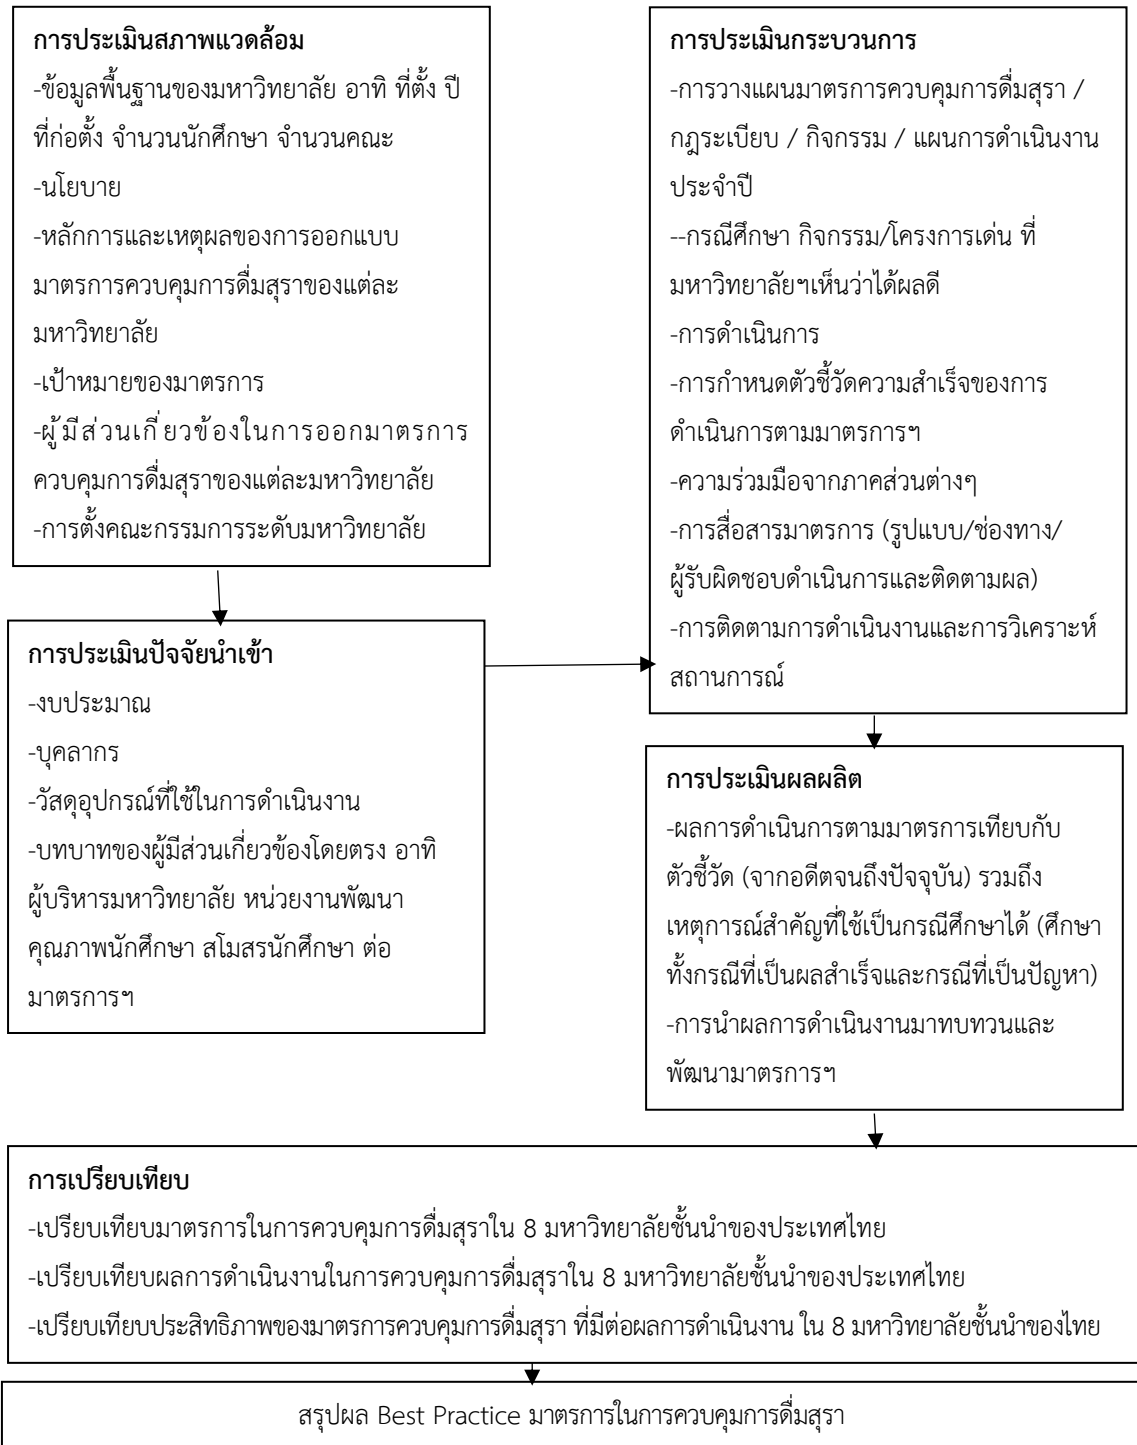 การประเมินสภาพแวดล้อม
-ข้อมูลพื้นฐานของมหาวิทยาลัย อาทิ ที่ตั้ง ปี
ที่ก่อตั้ง จำนวนนักศึกษา จำนวนคณะ
-นโยบาย
-หลักการและเหตุผลของการออกแบบ
มาตรการควบคุมการดื่มสุราของแต่ละ
มหาวิทยาลัย
-เป้าหมายของมาตรการ
-ผู้มีส่วนเกี่ยวข้องในการออกมาตรการ
ควบคุมการดื่มสุราของแต่ละมหาวิทยาลัย
-การตั้งคณะกรรมการระดับมหาวิทยาลัย
การประเมินปัจจัยนำเข้า
-งบประมาณ
-บุคลากร
-วัสดุอุปกรณ์ที่ใช้ในการดำเนินงาน
-บทบาทของผู้มีส่วนเกี่ยวข้องโดยตรง อาทิ
ผู้บริหารมหาวิทยาลัย หน่วยงานพัฒนา
คุณภาพนักศึกษา สโมสรนักศึกษา ต่อ
มาตรการฯ
การประเมินกระบวนการ
-การวางแผนมาตรการควบคุมการดื่มสุรา /
กฎระเบียบ / กิจกรรม / แผนการดำเนินงาน
ประจำปี
--กรณีศึกษา กิจกรรม/โครงการเด่น ที่
มหาวิทยาลัยฯเห็นว่าได้ผลดี
-การดำเนินการ
-การกำหนดตัวชี้วัดความสำเร็จของการ
ดำเนินการตามมาตรการฯ
-ความร่วมมือจากภาคส่วนต่างๆ
-การสื่อสารมาตรการ (รูปแบบ/ช่องทาง/
ผู้รับผิดชอบดำเนินการและติดตามผล)
-การติดตามการดำเนินงานและการวิเคราะห์
สถานการณ์
การประเมินผลผลิต
-ผลการดำเนินการตามมาตรการเทียบกับ
ตัวชี้วัด (จากอดีตจนถึงปัจจุบัน) รวมถึง
เหตุการณ์สำคัญที่ใช้เป็นกรณีศึกษาได้ (ศึกษา
ทั้งกรณีที่เป็นผลสำเร็จและกรณีที่เป็นปัญหา)
-การนำผลการดำเนินงานมาทบทวนและ
พัฒนามาตรการฯ
การเปรียบเทียบ
-เปรียบเทียบมาตรการในการควบคุมการดื่มสุราใน 8 มหาวิทยาลัยชั้นนำของประเทศไทย
-เปรียบเทียบผลการดำเนินงานในการควบคุมการดื่มสุราใน 8 มหาวิทยาลัยชั้นนำของประเทศไทย
-เปรียบเทียบประสิทธิภาพของมาตรการควบคุมการดื่มสุรา ที่มีต่อผลการดำเนินงาน ใน 8 มหาวิทยาลัยชั้นนำของไทย
สรุปผล Best Practice มาตรการในการควบคุมการดื่มสุรา